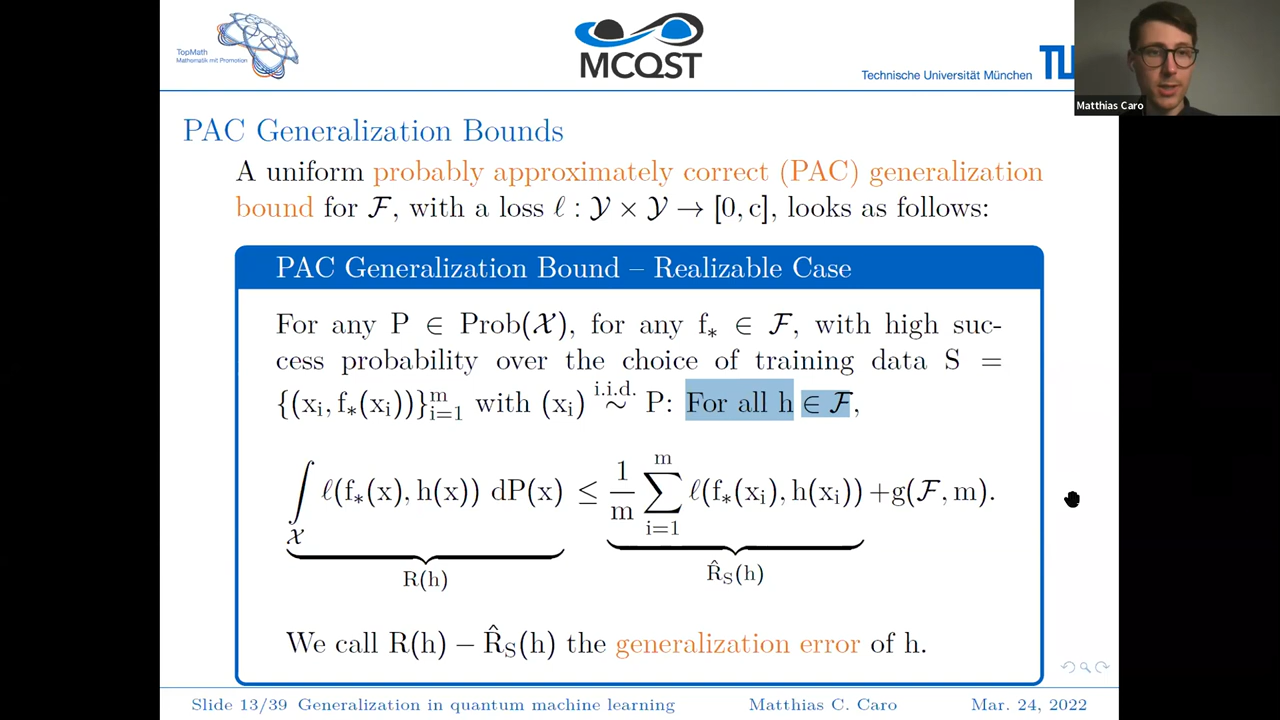 TopMath
Mathematik mit Promotion
MCQST
Technische Universität München
Matthias Caro
PAC Generalization Bounds
A uniform probably approximately correct (PAC) generalization
bound for ℱ, with a loss ℓ : 𝒴 × 𝒴 → [0, c], looks as follows:
PAC Generalization Bound – Realizable Case
For any P ∈ Prob(𝒳), for any f∗ ∈ ℱ, with high suc-
cess probability over the choice of training data S =
{(xᵢ, f∗(xᵢ))}ᵢ₌₁ᵐ with (xᵢ) i.i.d. ∼ P: For all h ∈ ℱ,
∫_𝒳 ℓ(f∗(x), h(x)) dP(x) ≤ 1/m ∑ᵢ₌₁ᵐ ℓ(f∗(xᵢ), h(xᵢ)) + g(ℱ, m).
R(h) R̂_S(h)
We call R(h) − R̂_S(h) the generalization error of h.
Slide 13/39 Generalization in quantum machine learning Matthias C. Caro Mar. 24, 2022